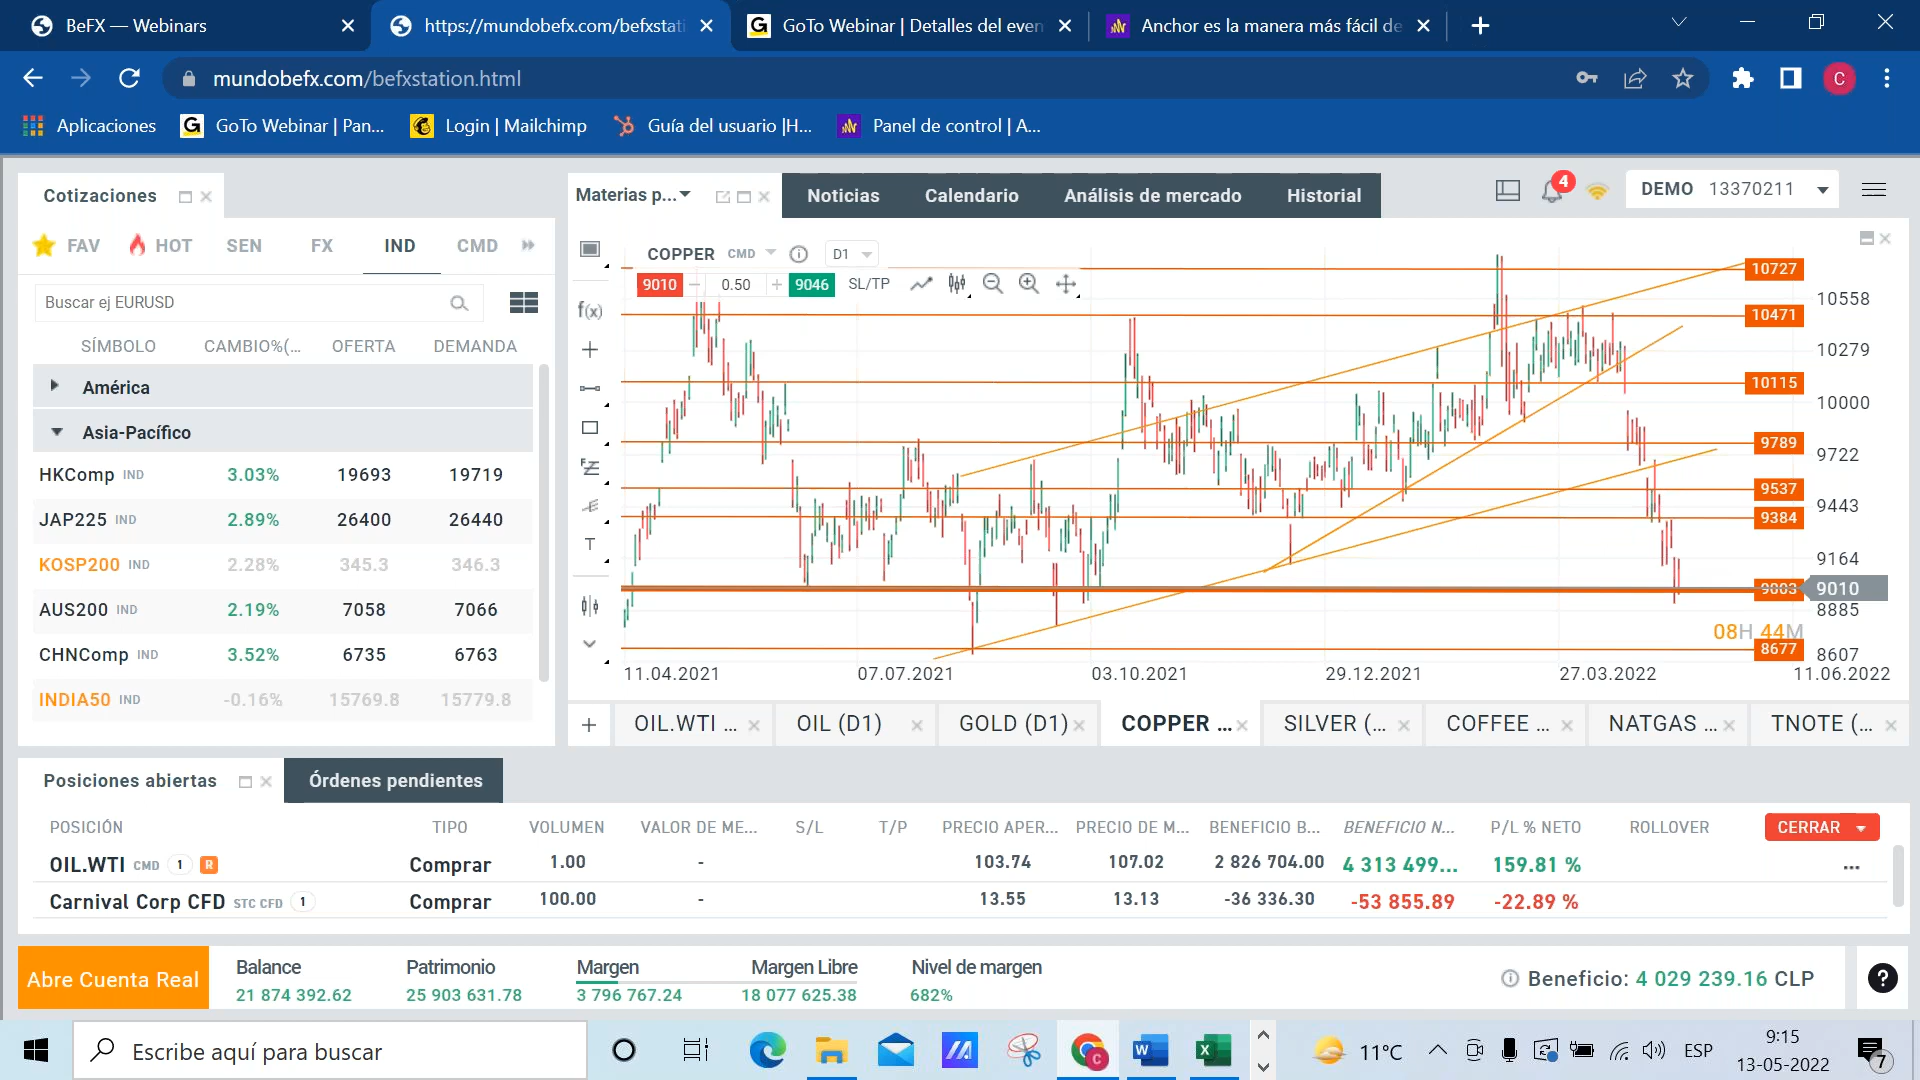 BeFX — Webinars
https://mundobefx.com/befxstati
GoTo Webinar | Detalles del even
Anchor es la manera más fácil de
mundobefx.com/befxstation.html
C
Aplicaciones
GoTo Webinar | Pan...
Login | Mailchimp
Guía del usuario |H...
Panel de control | A...
Cotizaciones
Materias p...
Noticias
Calendario
Análisis de mercado
Historial
4
DEMO 13370211
FAV HOT SEN FX IND CMD
Buscar ej EURUSD
SÍMBOLO CAMBIO%(... OFERTA DEMANDA
América
Asia-Pacífico
HKComp IND 3.03% 19693 19719
JAP225 IND 2.89% 26400 26440
KOSP200 IND 2.28% 345.3 346.3
AUS200 IND 2.19% 7058 7066
CHNComp IND 3.52% 6735 6763
INDIA50 IND -0.16% 15769.8 15779.8
COPPER CMD D1
9010 0.50 9046 SL/TP
f(x)
T
10727
10558
10471
10279
10115
10000
9789
9722
9537
9443
9384
9164
9003
9010
8885
08H 44M
8677
8607
11.04.2021 07.07.2021 03.10.2021 29.12.2021 27.03.2022 11.06.2022
OIL.WTI ...
OIL (D1)
GOLD (D1)
COPPER ...
SILVER (...
COFFEE ...
NATGAS ...
TNOTE (...
Posiciones abiertas
Órdenes pendientes
POSICIÓN TIPO VOLUMEN VALOR DE ME... S/L T/P PRECIO APER... PRECIO DE M... BENEFICIO B... BENEFICIO N... P/L % NETO ROLLOVER CERRAR
OIL.WTI CMD 1 R Comprar 1.00 - 103.74 107.02 2 826 704.00 4 313 499... 159.81 % ...
Carnival Corp CFD STC CFD 1 Comprar 100.00 - 13.55 13.13 -36 336.30 -53 855.89 -22.89 %
Abre Cuenta Real
Balance
21 874 392.62
Patrimonio
25 903 631.78
Margen
3 796 767.24
Margen Libre
18 077 625.38
Nivel de margen
682%
Beneficio: 4 029 239.16 CLP
?
Escribe aquí para buscar
11°C
ESP
9:15
13-05-2022
7